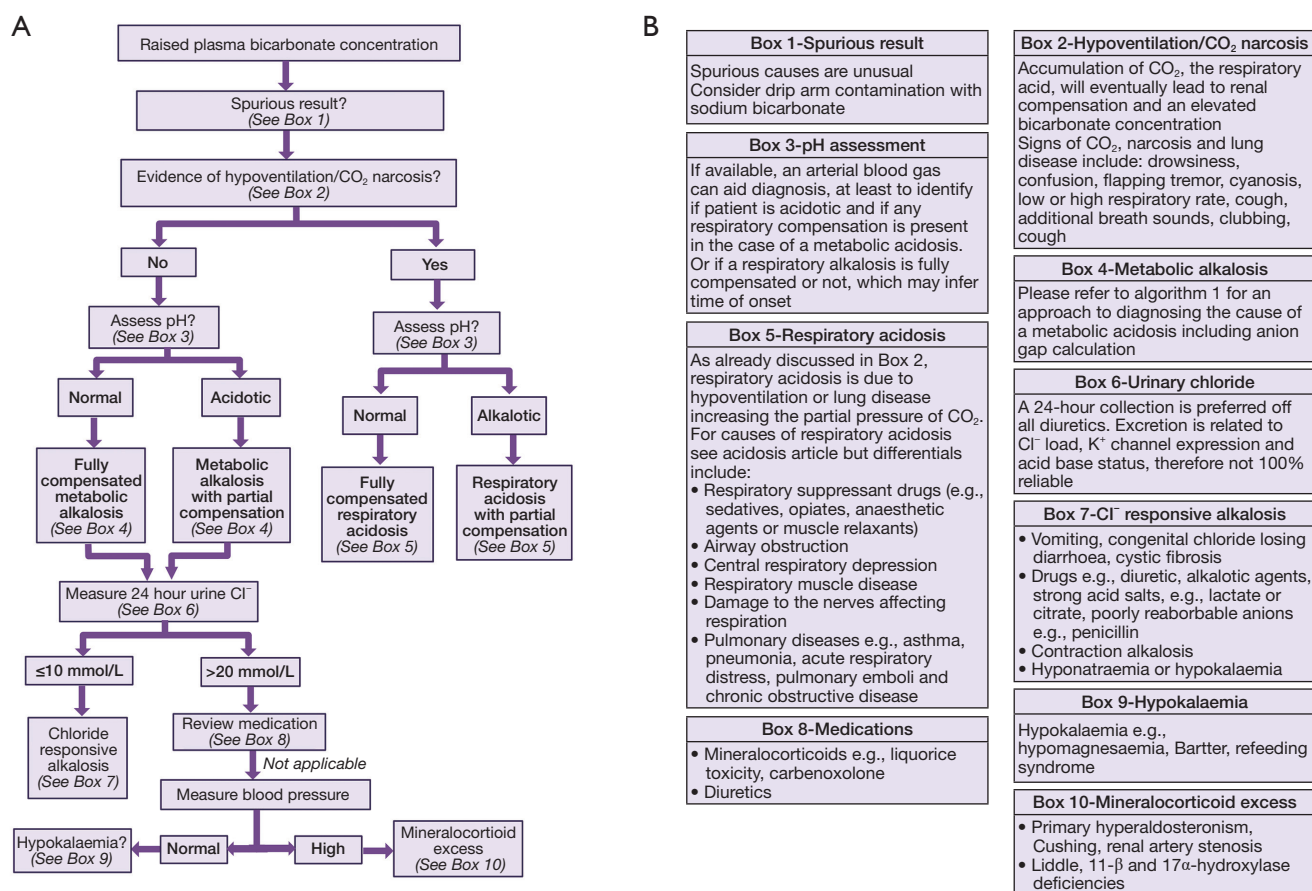 A
Raised plasma bicarbonate concentration
Spurious result?
(See Box 1)
Evidence of hypoventilation/CO₂ narcosis?
(See Box 2)
No
Yes
Assess pH?
(See Box 3)
Assess pH?
(See Box 3)
Normal
Acidotic
Normal
Alkalotic
Fully
compensated
metabolic
alkalosis
(See Box 4)
Metabolic
alkalosis
with partial
compensation
(See Box 4)
Fully
compensated
respiratory
acidosis
(See Box 5)
Respiratory
acidosis
with partial
compensation
(See Box 5)
Measure 24 hour urine Cl⁻
(See Box 6)
≤10 mmol/L
>20 mmol/L
Chloride
responsive
alkalosis
(See Box 7)
Review medication
(See Box 8)
Not applicable
Measure blood pressure
Hypokalaemia?
(See Box 9)
Normal
High
Mineralocortioid
excess
(See Box 10)
B
Box 1-Spurious result
Spurious causes are unusual
Consider drip arm contamination with
sodium bicarbonate
Box 3-pH assessment
If available, an arterial blood gas
can aid diagnosis, at least to identify
if patient is acidotic and if any
respiratory compensation is present
in the case of a metabolic acidosis.
Or if a respiratory alkalosis is fully
compensated or not, which may infer
time of onset
Box 5-Respiratory acidosis
As already discussed in Box 2,
respiratory acidosis is due to
hypoventilation or lung disease
increasing the partial pressure of CO₂.
For causes of respiratory acidosis
see acidosis article but differentials
include:
• Respiratory suppressant drugs (e.g.,
sedatives, opiates, anaesthetic
agents or muscle relaxants)
• Airway obstruction
• Central respiratory depression
• Respiratory muscle disease
• Damage to the nerves affecting
respiration
• Pulmonary diseases e.g., asthma,
pneumonia, acute respiratory
distress, pulmonary emboli and
chronic obstructive disease
Box 8-Medications
• Mineralocorticoids e.g., liquorice
toxicity, carbenoxolone
• Diuretics
Box 2-Hypoventilation/CO₂ narcosis
Accumulation of CO₂, the respiratory
acid, will eventually lead to renal
compensation and an elevated
bicarbonate concentration
Signs of CO₂, narcosis and lung
disease include: drowsiness,
confusion, flapping tremor, cyanosis,
low or high respiratory rate, cough,
additional breath sounds, clubbing,
cough
Box 4-Metabolic alkalosis
Please refer to algorithm 1 for an
approach to diagnosing the cause of
a metabolic acidosis including anion
gap calculation
Box 6-Urinary chloride
A 24-hour collection is preferred off
all diuretics. Excretion is related to
Cl⁻ load, K⁺ channel expression and
acid base status, therefore not 100%
reliable
Box 7-Cl⁻ responsive alkalosis
• Vomiting, congenital chloride losing
diarrhoea, cystic fibrosis
• Drugs e.g., diuretic, alkalotic agents,
strong acid salts, e.g., lactate or
citrate, poorly reaborbable anions
e.g., penicillin
• Contraction alkalosis
• Hyponatraemia or hypokalaemia
Box 9-Hypokalaemia
Hypokalaemia e.g.,
hypomagnesaemia, Bartter, refeeding
syndrome
Box 10-Mineralocorticoid excess
• Primary hyperaldosteronism,
Cushing, renal artery stenosis
• Liddle, 11-β and 17α-hydroxylase
deficiencies